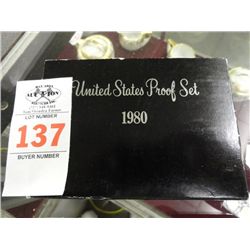 United States Proof Set
1980
LOT NUMBER
137
BUYER NUMBER